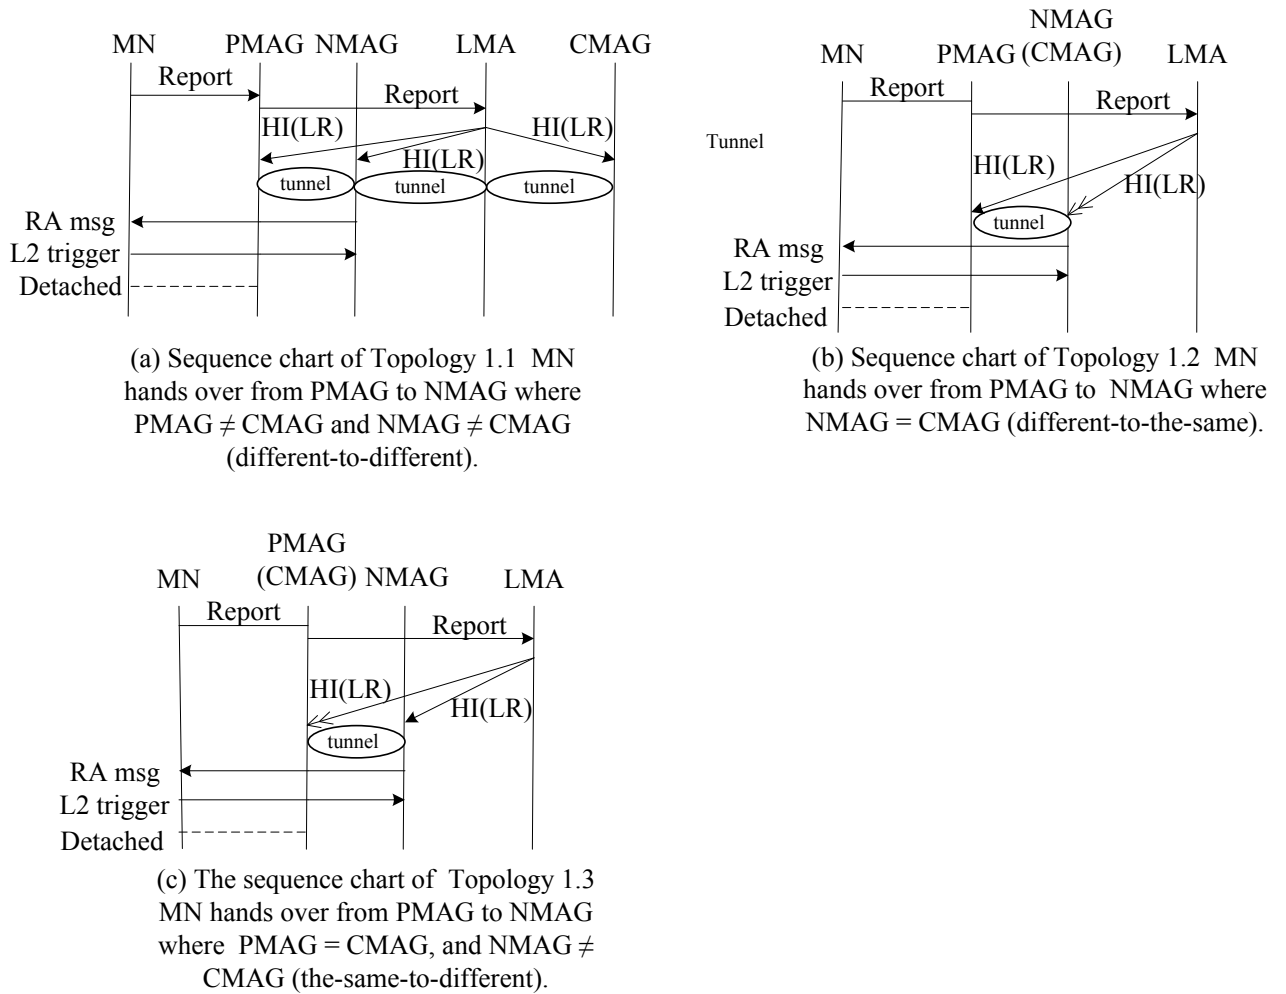 MN PMAG NMAG LMA CMAG
Report
Report
HI(LR) HI(LR)
HI(LR)
tunnel tunnel tunnel
RA msg
L2 trigger
Detached
(a) Sequence chart of Topology 1.1 MN
hands over from PMAG to NMAG where
PMAG ≠ CMAG and NMAG ≠ CMAG
(different-to-different).
NMAG
MN PMAG (CMAG) LMA
Report
Report
Tunnel
HI(LR)
HI(LR)
tunnel
RA msg
L2 trigger
Detached
(b) Sequence chart of Topology 1.2 MN
hands over from PMAG to NMAG where
NMAG = CMAG (different-to-the-same).
PMAG
MN (CMAG) NMAG LMA
Report
Report
HI(LR)
HI(LR)
tunnel
RA msg
L2 trigger
Detached
(c) The sequence chart of Topology 1.3
MN hands over from PMAG to NMAG
where PMAG = CMAG, and NMAG ≠
CMAG (the-same-to-different).